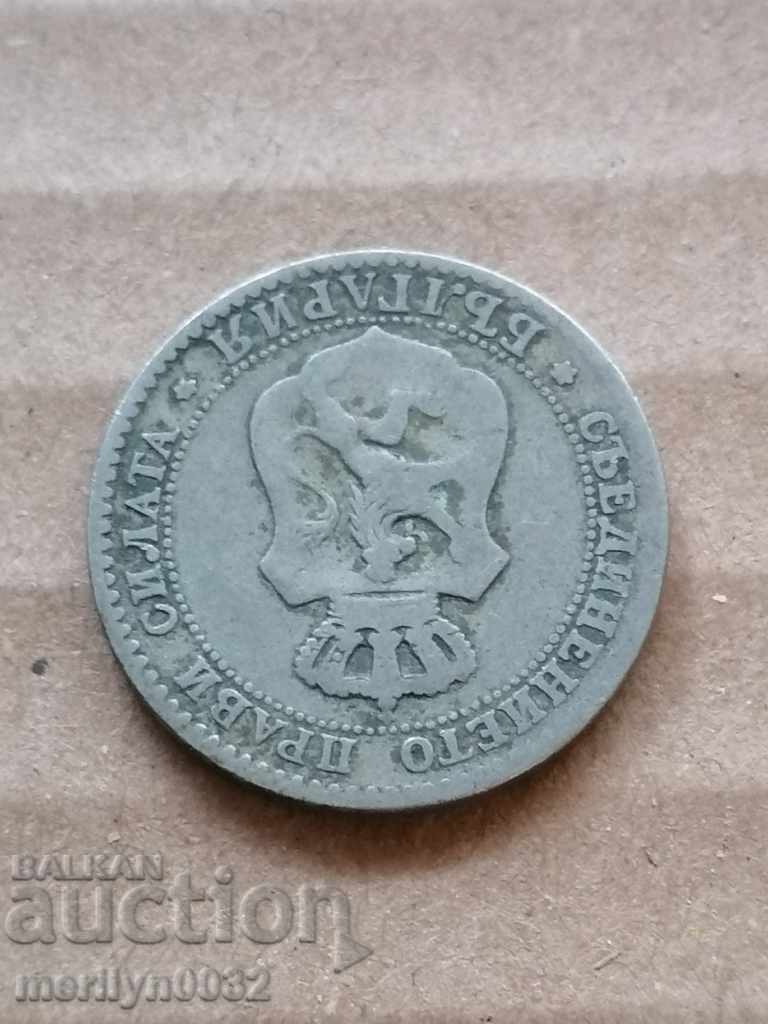 СЪЕДИНЕНИЕТО ПРАВИ СИЛАТА
* БЪЛГАРИЯ *
BALKAN
auction
merilyn0032